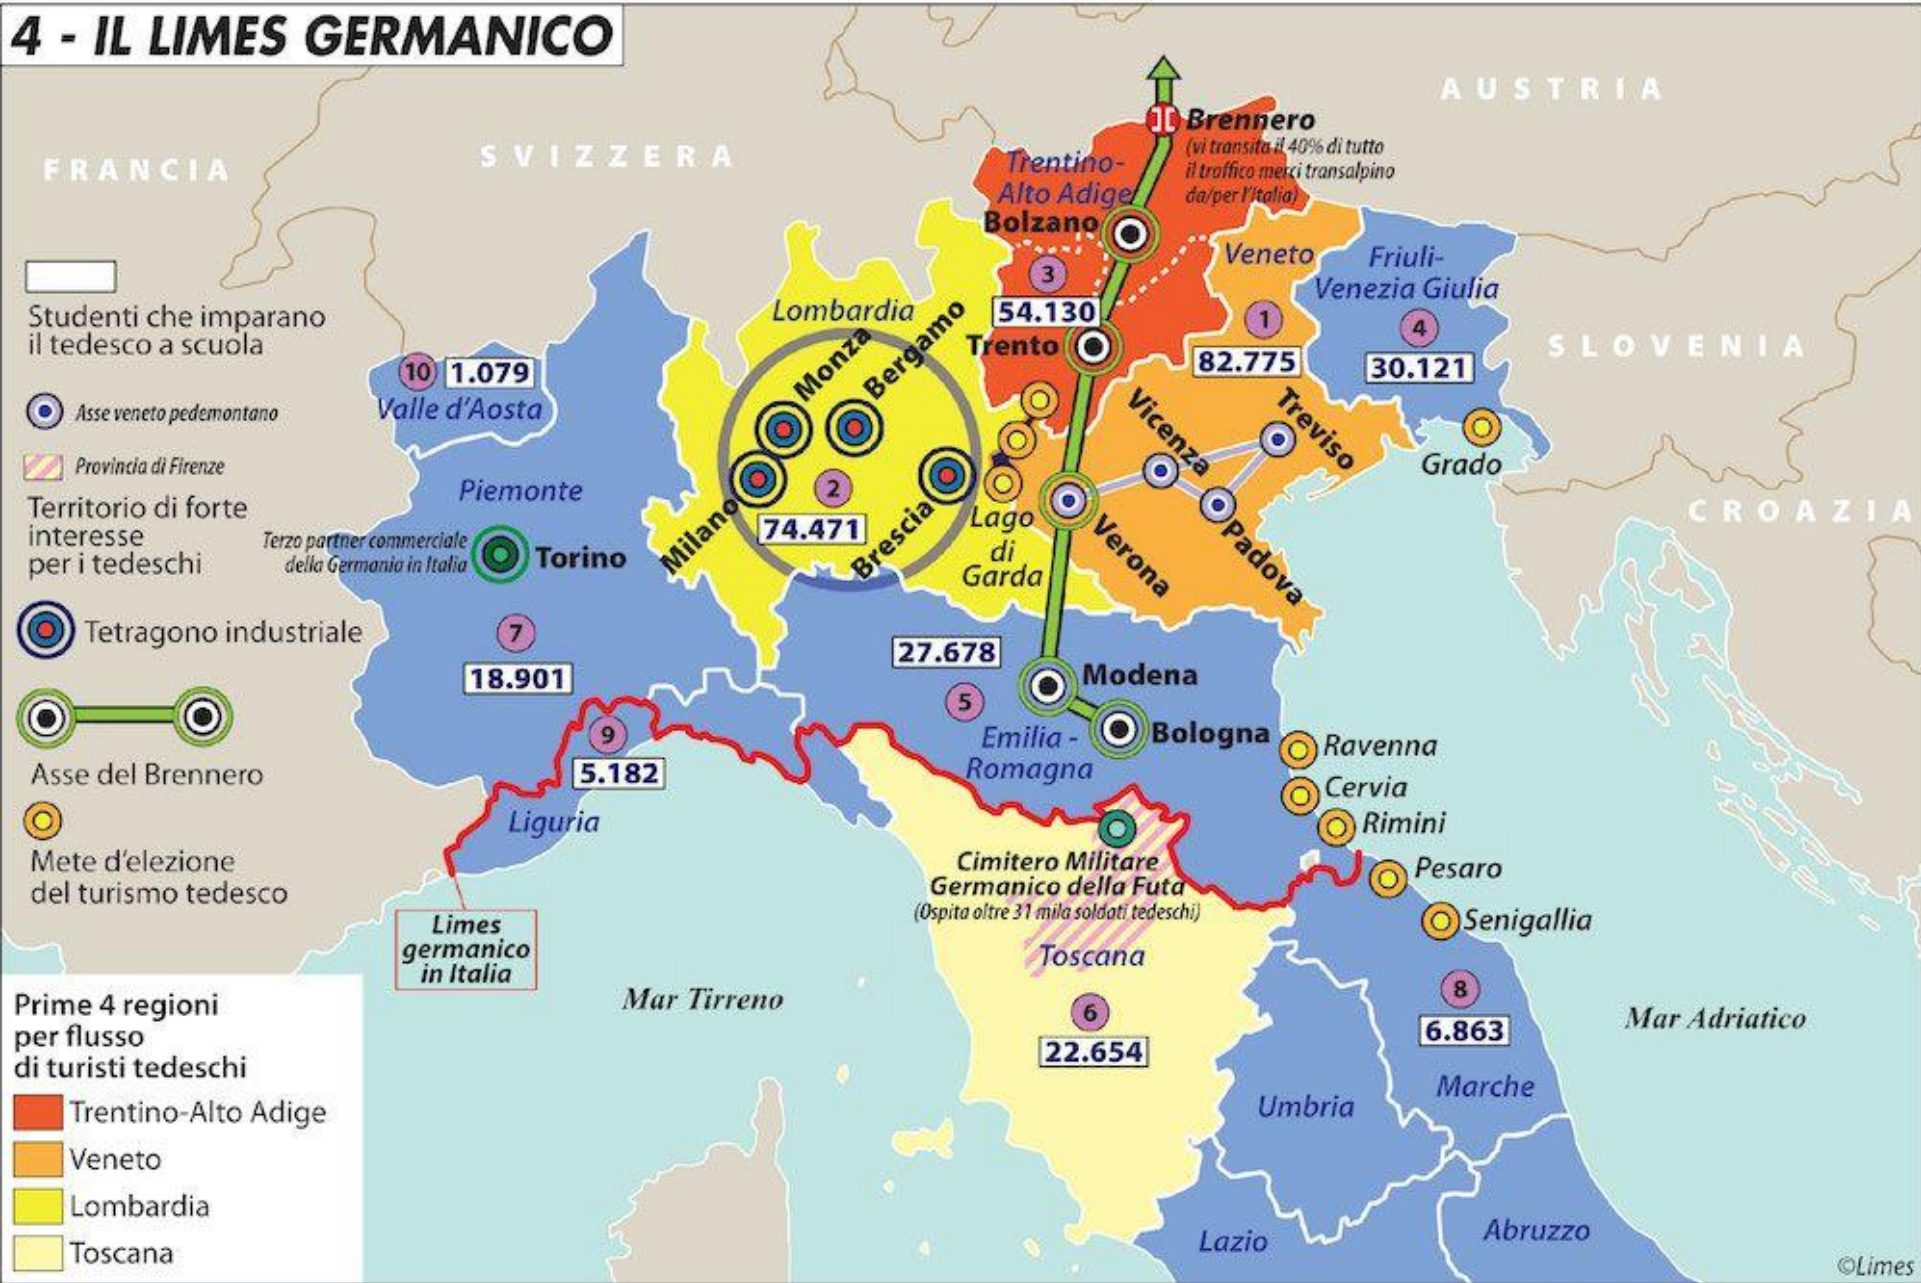 4 - IL LIMES GERMANICO
FRANCIA
SVIZZERA
AUSTRIA
SLOVENIA
CROAZIA
Brennero
(vi transita il 40% di tutto
il traffico merci transalpino
da/per l'Italia)
Trentino-
Alto Adige
Bolzano
3
54.130
Trento
Veneto
1
82.775
Friuli-
Venezia Giulia
4
30.121
Grado
Lombardia
Monza
Bergamo
Milano
Brescia
2
74.471
Lago
di
Garda
Vicenza
Treviso
Verona
Padova
10
1.079
Valle d'Aosta
Piemonte
Terzo partner commerciale
della Germania in Italia
Torino
7
18.901
9
5.182
Liguria
27.678
5
Emilia -
Romagna
Modena
Bologna
Ravenna
Cervia
Rimini
Pesaro
Senigallia
Cimitero Militare
Germanico della Futa
(Ospita oltre 31 mila soldati tedeschi)
Toscana
6
22.654
8
6.863
Marche
Umbria
Lazio
Abruzzo
Mar Tirreno
Mar Adriatico
Limes
germanico
in Italia
Studenti che imparano
il tedesco a scuola
Asse veneto pedemontano
Provincia di Firenze
Territorio di forte
interesse
per i tedeschi
Tetragono industriale
Asse del Brennero
Mete d'elezione
del turismo tedesco
Prime 4 regioni
per flusso
di turisti tedeschi
Trentino-Alto Adige
Veneto
Lombardia
Toscana
©Limes